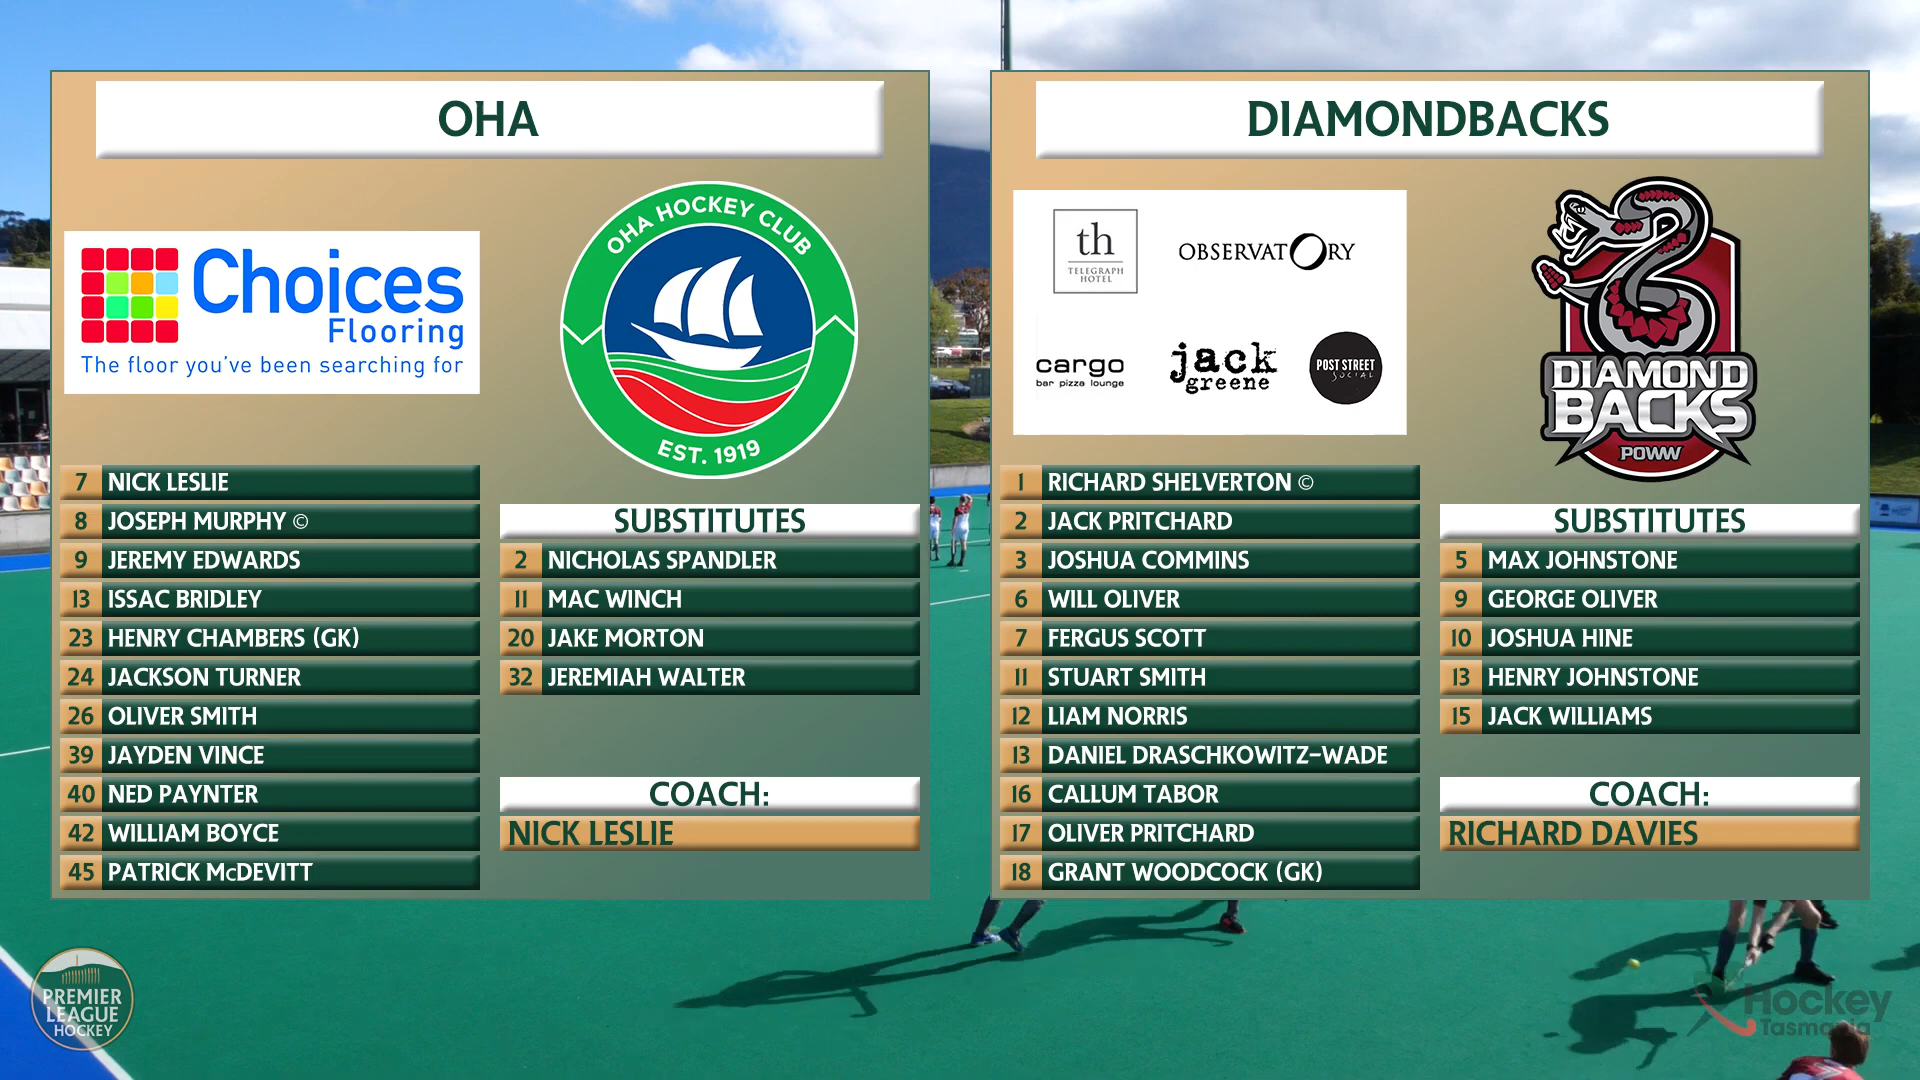 OHA
Choices
Flooring
The floor you've been searching for
OHA HOCKEY CLUB
EST. 1919
7 NICK LESLIE
8 JOSEPH MURPHY ©
9 JEREMY EDWARDS
13 ISSAC BRIDLEY
23 HENRY CHAMBERS (GK)
24 JACKSON TURNER
26 OLIVER SMITH
39 JAYDEN VINCE
40 NED PAYNTER
42 WILLIAM BOYCE
45 PATRICK McDEVITT
SUBSTITUTES
2 NICHOLAS SPANDLER
11 MAC WINCH
20 JAKE MORTON
32 JEREMIAH WALTER
COACH:
NICK LESLIE
DIAMONDBACKS
th
TELEGRAPH
HOTEL
OBSERVATORY
cargo
bar pizza lounge
jack
greene
POST STREET
SOCIAL
DIAMOND
BACKS
POWW
1 RICHARD SHELVERTON ©
2 JACK PRITCHARD
3 JOSHUA COMMINS
6 WILL OLIVER
7 FERGUS SCOTT
11 STUART SMITH
12 LIAM NORRIS
13 DANIEL DRASCHKOWITZ-WADE
16 CALLUM TABOR
17 OLIVER PRITCHARD
18 GRANT WOODCOCK (GK)
SUBSTITUTES
5 MAX JOHNSTONE
9 GEORGE OLIVER
10 JOSHUA HINE
13 HENRY JOHNSTONE
15 JACK WILLIAMS
COACH:
RICHARD DAVIES
PREMIER
LEAGUE
HOCKEY
Hockey
Tasmania